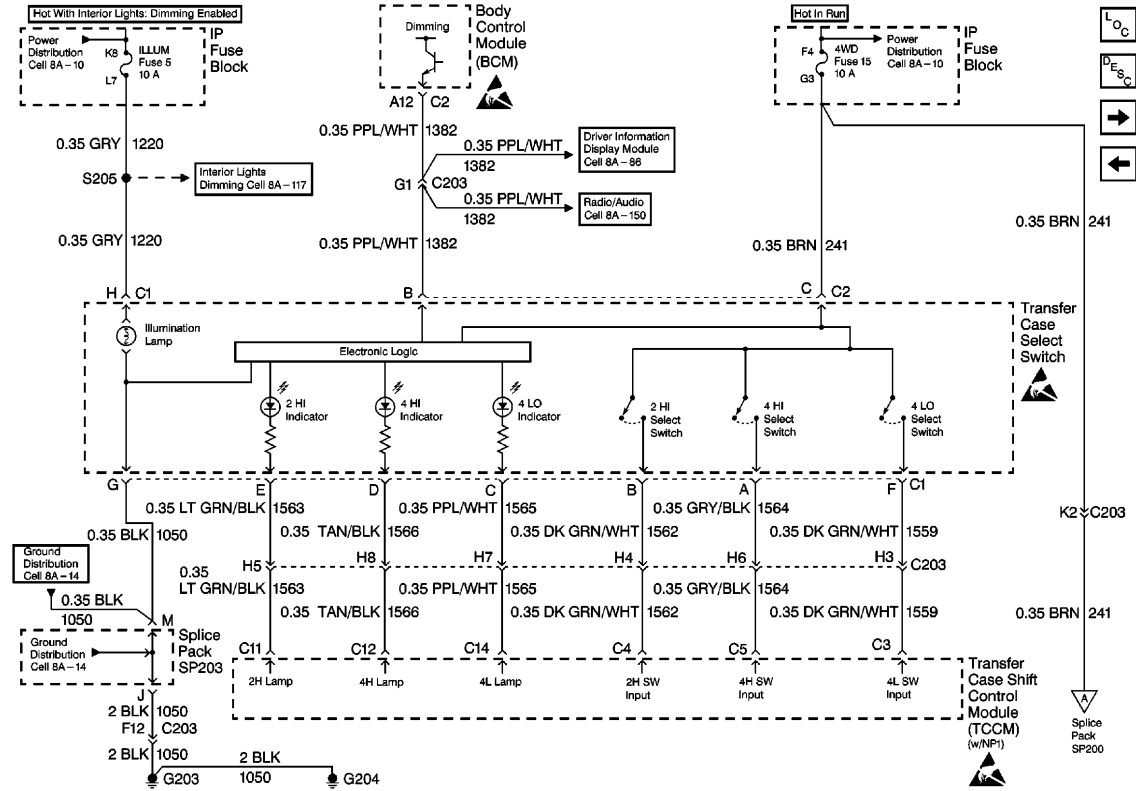 Hot With Interior Lights: Dimming Enabled
Power
Distribution
Cell 8A–10
K8
L7
ILLUM
Fuse 5
10 A
IP
Fuse
Block
Dimming
Body
Control
Module
(BCM)
A12
C2
Hot In Run
F4
G3
4WD
Fuse 15
10 A
Power
Distribution
Cell 8A–10
IP
Fuse
Block
LOC
DESC
0.35 GRY
1220
S205
Interior Lights
Dimming Cell 8A–117
0.35 GRY
1220
0.35 PPL/WHT
1382
0.35 PPL/WHT
1382
Driver Information
Display Module
Cell 8A–86
G1
C203
0.35 PPL/WHT
1382
Radio/Audio
Cell 8A–150
0.35 PPL/WHT
1382
0.35 BRN
241
0.35 BRN
241
H
C1
B
C
C2
Illumination
Lamp
Electronic Logic
Transfer
Case
Select
Switch
2 HI
Indicator
4 HI
Indicator
4 LO
Indicator
2 HI
Select
Switch
4 HI
Select
Switch
4 LO
Select
Switch
G
E
D
C
B
A
F
C1
0.35 BLK
1050
0.35 LT GRN/BLK
1563
0.35 TAN/BLK
1566
0.35 PPL/WHT
1565
0.35 DK GRN/WHT
1562
0.35 GRY/BLK
1564
0.35 DK GRN/WHT
1559
K2
C203
H5
H8
H7
H4
H6
H3
C203
Ground
Distribution
Cell 8A–14
0.35 BLK
1050
M
0.35
LT GRN/BLK
1563
0.35 TAN/BLK
1566
0.35 PPL/WHT
1565
0.35 DK GRN/WHT
1562
0.35 GRY/BLK
1564
0.35 DK GRN/WHT
1559
0.35 BRN
241
Ground
Distribution
Cell 8A–14
Splice
Pack
SP203
C11
C12
C14
C4
C5
C3
2H Lamp
4H Lamp
4L Lamp
2H SW
Input
4H SW
Input
4L SW
Input
Transfer
Case Shift
Control
Module
(TCCM)
(w/NP1)
A
Splice
Pack
SP200
J
2 BLK
1050
F12
C203
2 BLK
1050
G203
2 BLK
1050
G204